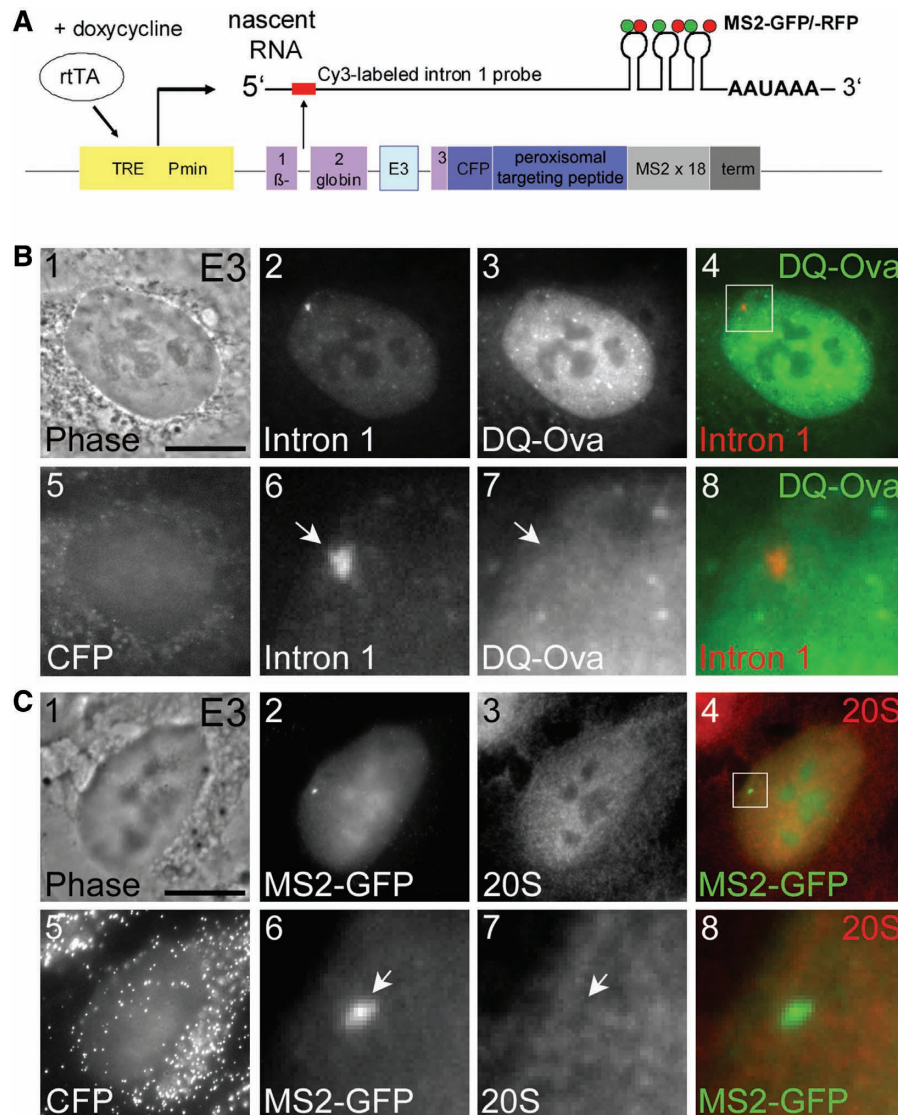 A
+ doxycycline
rtTA
nascent
RNA
MS2-GFP/-RFP
5‘
Cy3-labeled intron 1 probe
AAUAAA
3‘
TRE Pmin
1
ß-
2
globin
E3
3
CFP
peroxisomal
targeting peptide
MS2 x 18
term
B
1
E3
Phase
2
Intron 1
3
DQ-Ova
4
DQ-Ova
Intron 1
5
CFP
6
Intron 1
7
DQ-Ova
8
DQ-Ova
Intron 1
C
1
E3
Phase
2
MS2-GFP
3
20S
4
20S
MS2-GFP
5
CFP
6
MS2-GFP
7
20S
8
20S
MS2-GFP